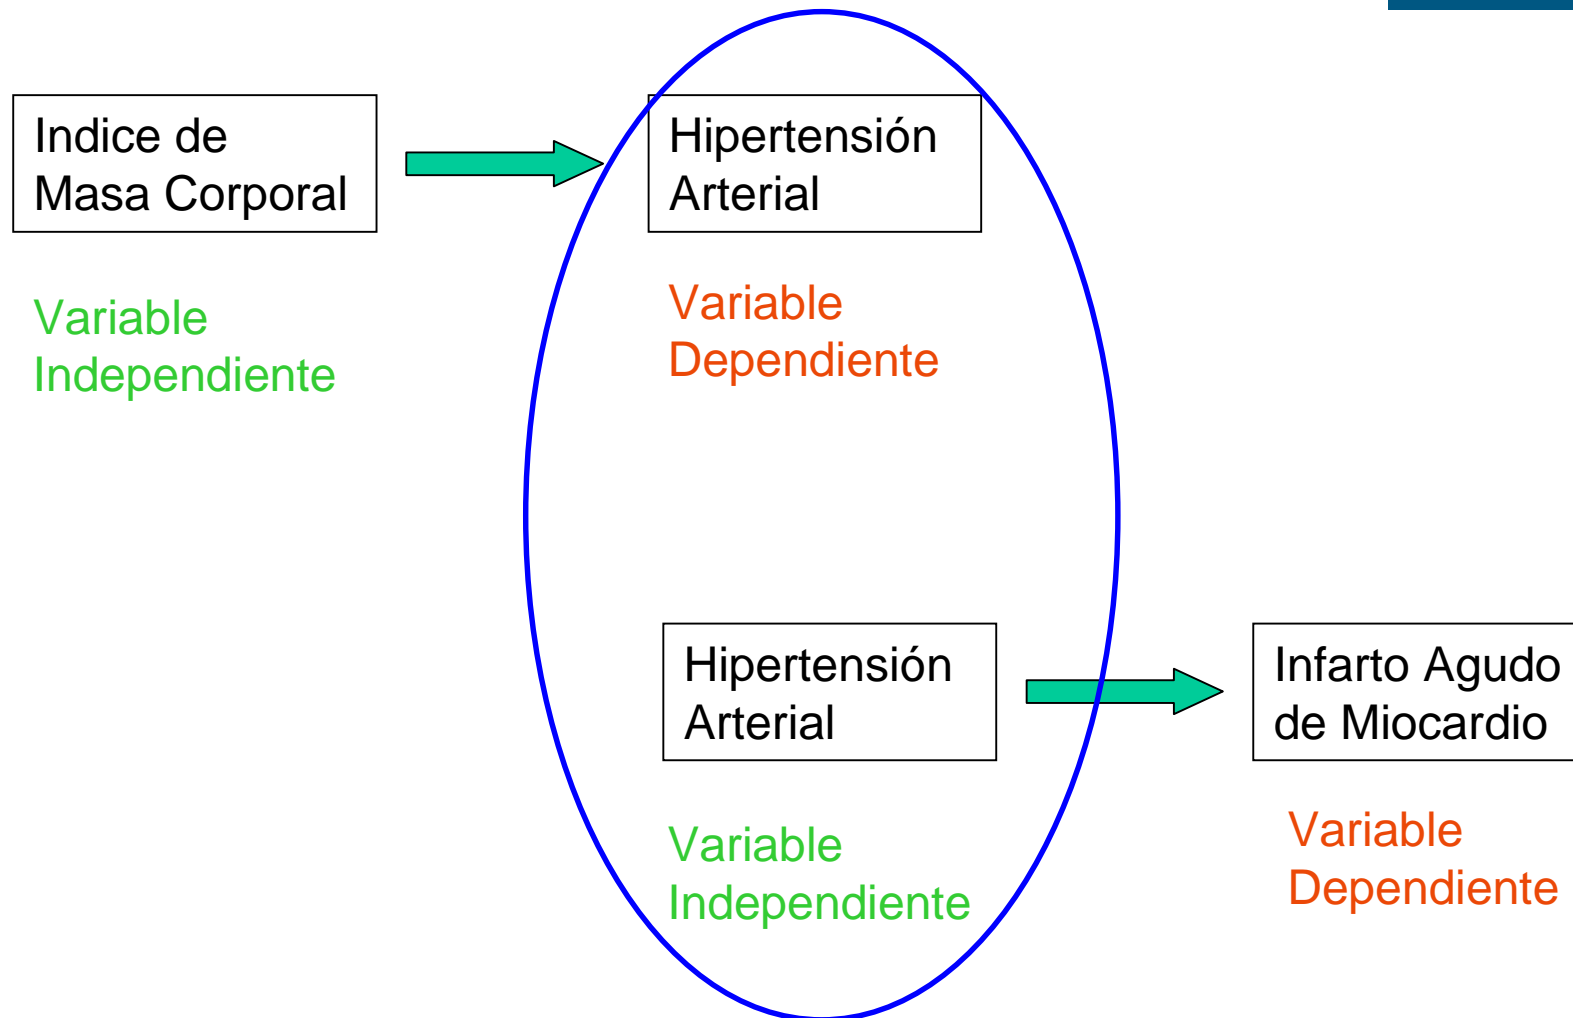 Indice de
Masa Corporal
Hipertensión
Arterial
Variable
Independiente
Variable
Dependiente
Hipertensión
Arterial
Infarto Agudo
de Miocardio
Variable
Independiente
Variable
Dependiente